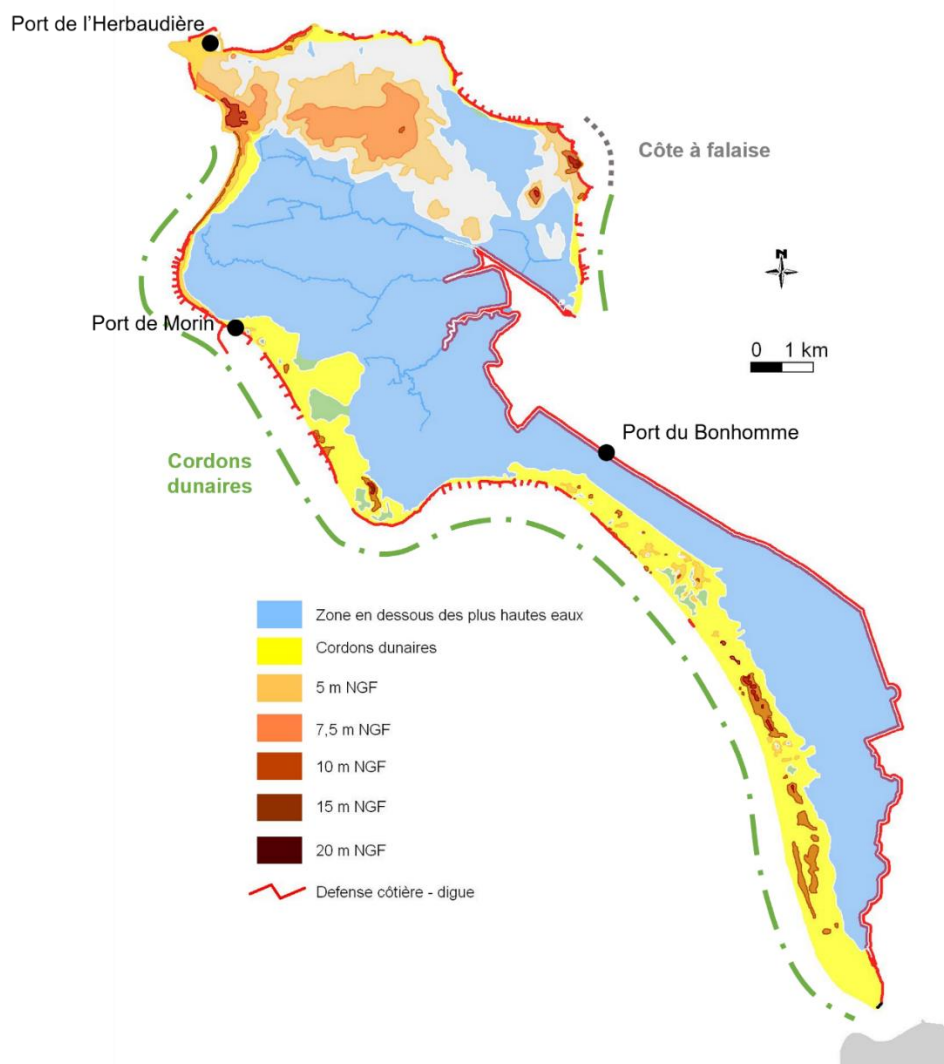 Port de l'Herbaudière
Côte à falaise
N
Port de Morin
0 1 km
Port du Bonhomme
Cordons
dunaires
Zone en dessous des plus hautes eaux
Cordons dunaires
5 m NGF
7,5 m NGF
10 m NGF
15 m NGF
20 m NGF
Defense côtière - digue